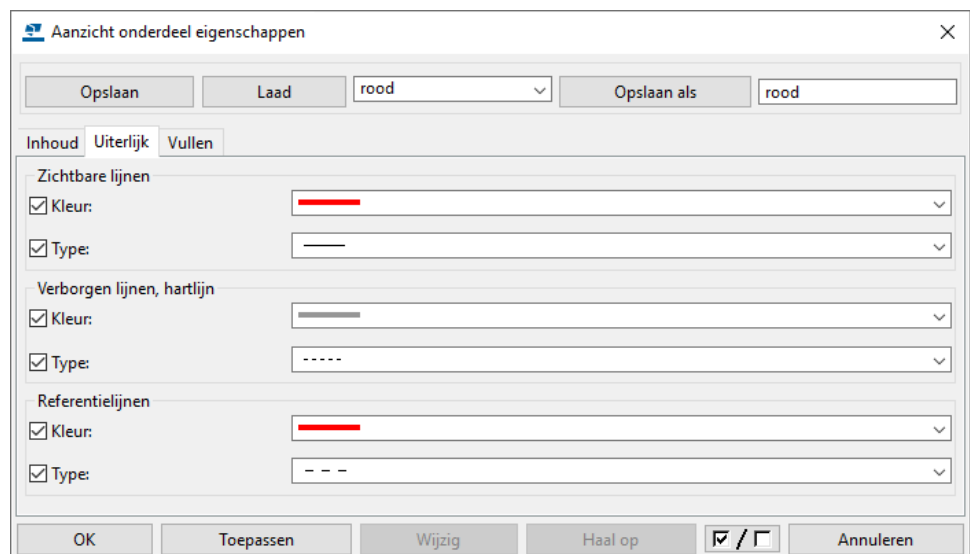 Aanzicht onderdeel eigenschappen
Opslaan Laad rood Opslaan als rood
Inhoud Uiterlijk Vullen
Zichtbare lijnen
Kleur:
Type:
Verborgen lijnen, hartlijn
Kleur:
Type:
Referentielijnen
Kleur:
Type:
OK Toepassen Wijzig Haal op / Annuleren